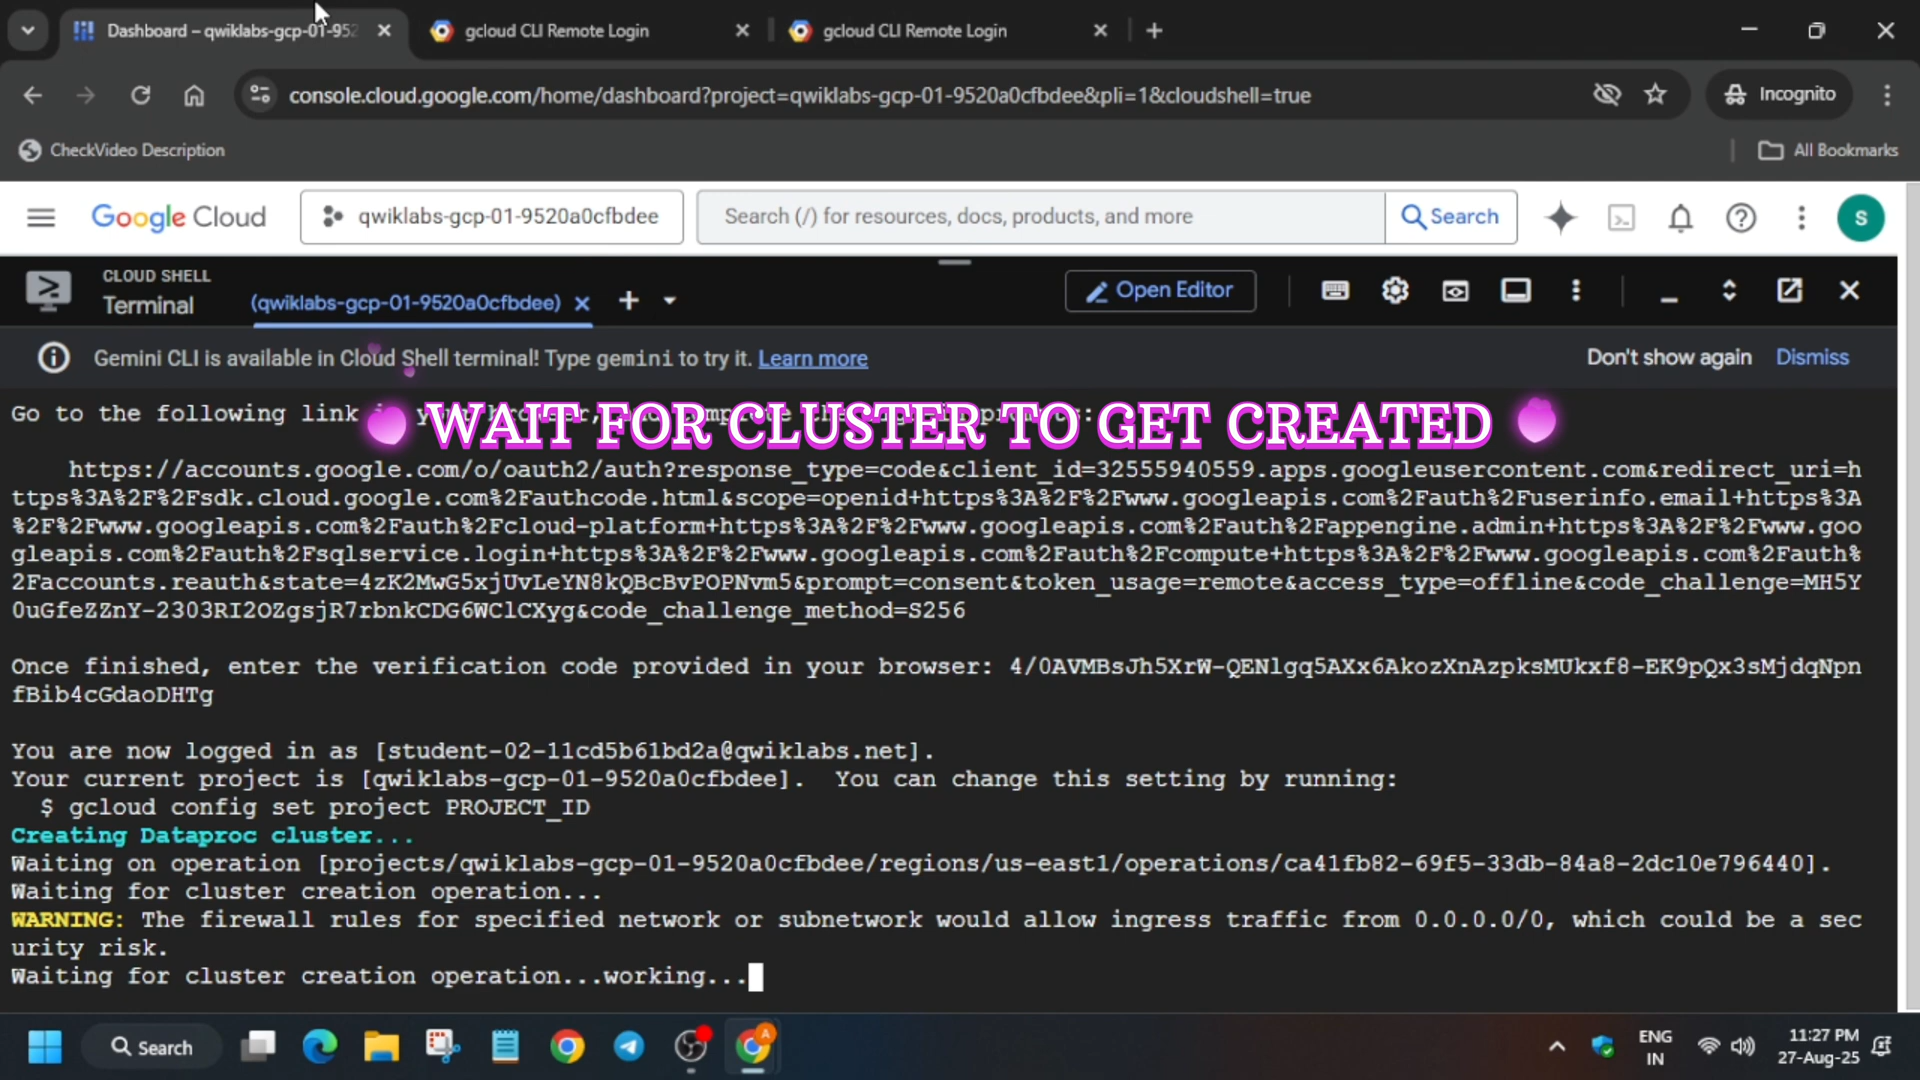 Dashboard – qwiklabs-gcp-01-952
gcloud CLI Remote Login
gcloud CLI Remote Login
console.cloud.google.com/home/dashboard?project=qwiklabs-gcp-01-9520a0cfbdee&pli=1&cloudshell=true
Incognito
CheckVideo Description
All Bookmarks
Google Cloud
qwiklabs-gcp-01-9520a0cfbdee
Search (/) for resources, docs, products, and more
Search
S
CLOUD SHELL
Terminal
(qwiklabs-gcp-01-9520a0cfbdee)
Open Editor
Gemini CLI is available in Cloud Shell terminal! Type gemini to try it. Learn more
Don't show again
Dismiss
Go to the following link
WAIT FOR CLUSTER TO GET CREATED
https://accounts.google.com/o/oauth2/auth?response_type=code&client_id=32555940559.apps.googleusercontent.com&redirect_uri=h
ttps%3A%2F%2Fsdk.cloud.google.com%2Fauthcode.html&scope=openid+https%3A%2F%2Fwww.googleapis.com%2Fauth%2Fuserinfo.email+https%3A
%2F%2Fwww.googleapis.com%2Fauth%2Fcloud-platform+https%3A%2F%2Fwww.googleapis.com%2Fauth%2Fappengine.admin+https%3A%2F%2Fwww.goo
gleapis.com%2Fauth%2Fsqlservice.login+https%3A%2F%2Fwww.googleapis.com%2Fauth%2Fcompute+https%3A%2F%2Fwww.googleapis.com%2Fauth%
2Faccounts.reauth&state=4zK2MwG5xjUvLeYN8kQBcBvPOPNvm5&prompt=consent&token_usage=remote&access_type=offline&code_challenge=MH5Y
0uGfeZZnY-2303RI2OZgsjR7rbnkCDG6WClCXyg&code_challenge_method=S256
Once finished, enter the verification code provided in your browser: 4/0AVMBsJh5XrW-QENlgq5AXx6AkozXnAzpksMUkxf8-EK9pQx3sMjdqNpn
fBib4cGdaoDHTg
You are now logged in as [student-02-11cd5b61bd2a@qwiklabs.net].
Your current project is [qwiklabs-gcp-01-9520a0cfbdee].  You can change this setting by running:
$ gcloud config set project PROJECT_ID
Creating Dataproc cluster...
Waiting on operation [projects/qwiklabs-gcp-01-9520a0cfbdee/regions/us-east1/operations/ca41fb82-69f5-33db-84a8-2dc10e796440].
Waiting for cluster creation operation...
WARNING: The firewall rules for specified network or subnetwork would allow ingress traffic from 0.0.0.0/0, which could be a sec
urity risk.
Waiting for cluster creation operation...working...
Search
A
ENG
IN
11:27 PM
27-Aug-25